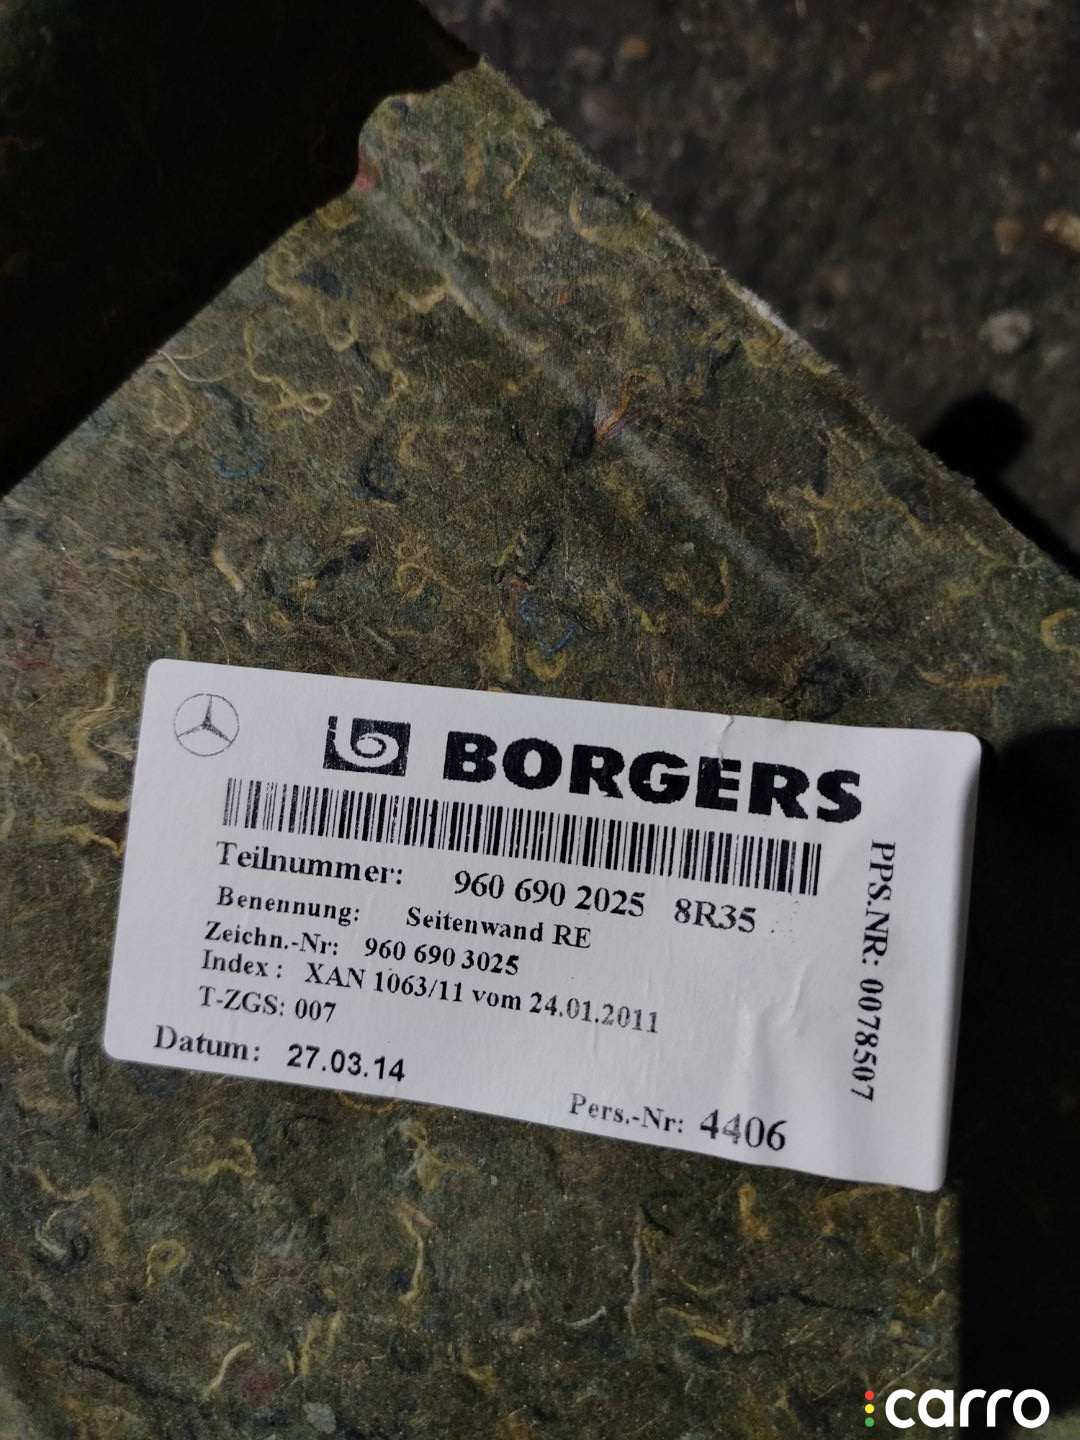 BORGERS
Teilnummer: 960 690 2025 8R35
Benennung: Seitenwand RE
Zeichn.-Nr: 960 690 3025
Index : XAN 1063/11 vom 24.01.2011
T-ZGS: 007
Datum: 27.03.14
Pers.-Nr: 4406
PPS.NR: 0078507
carro